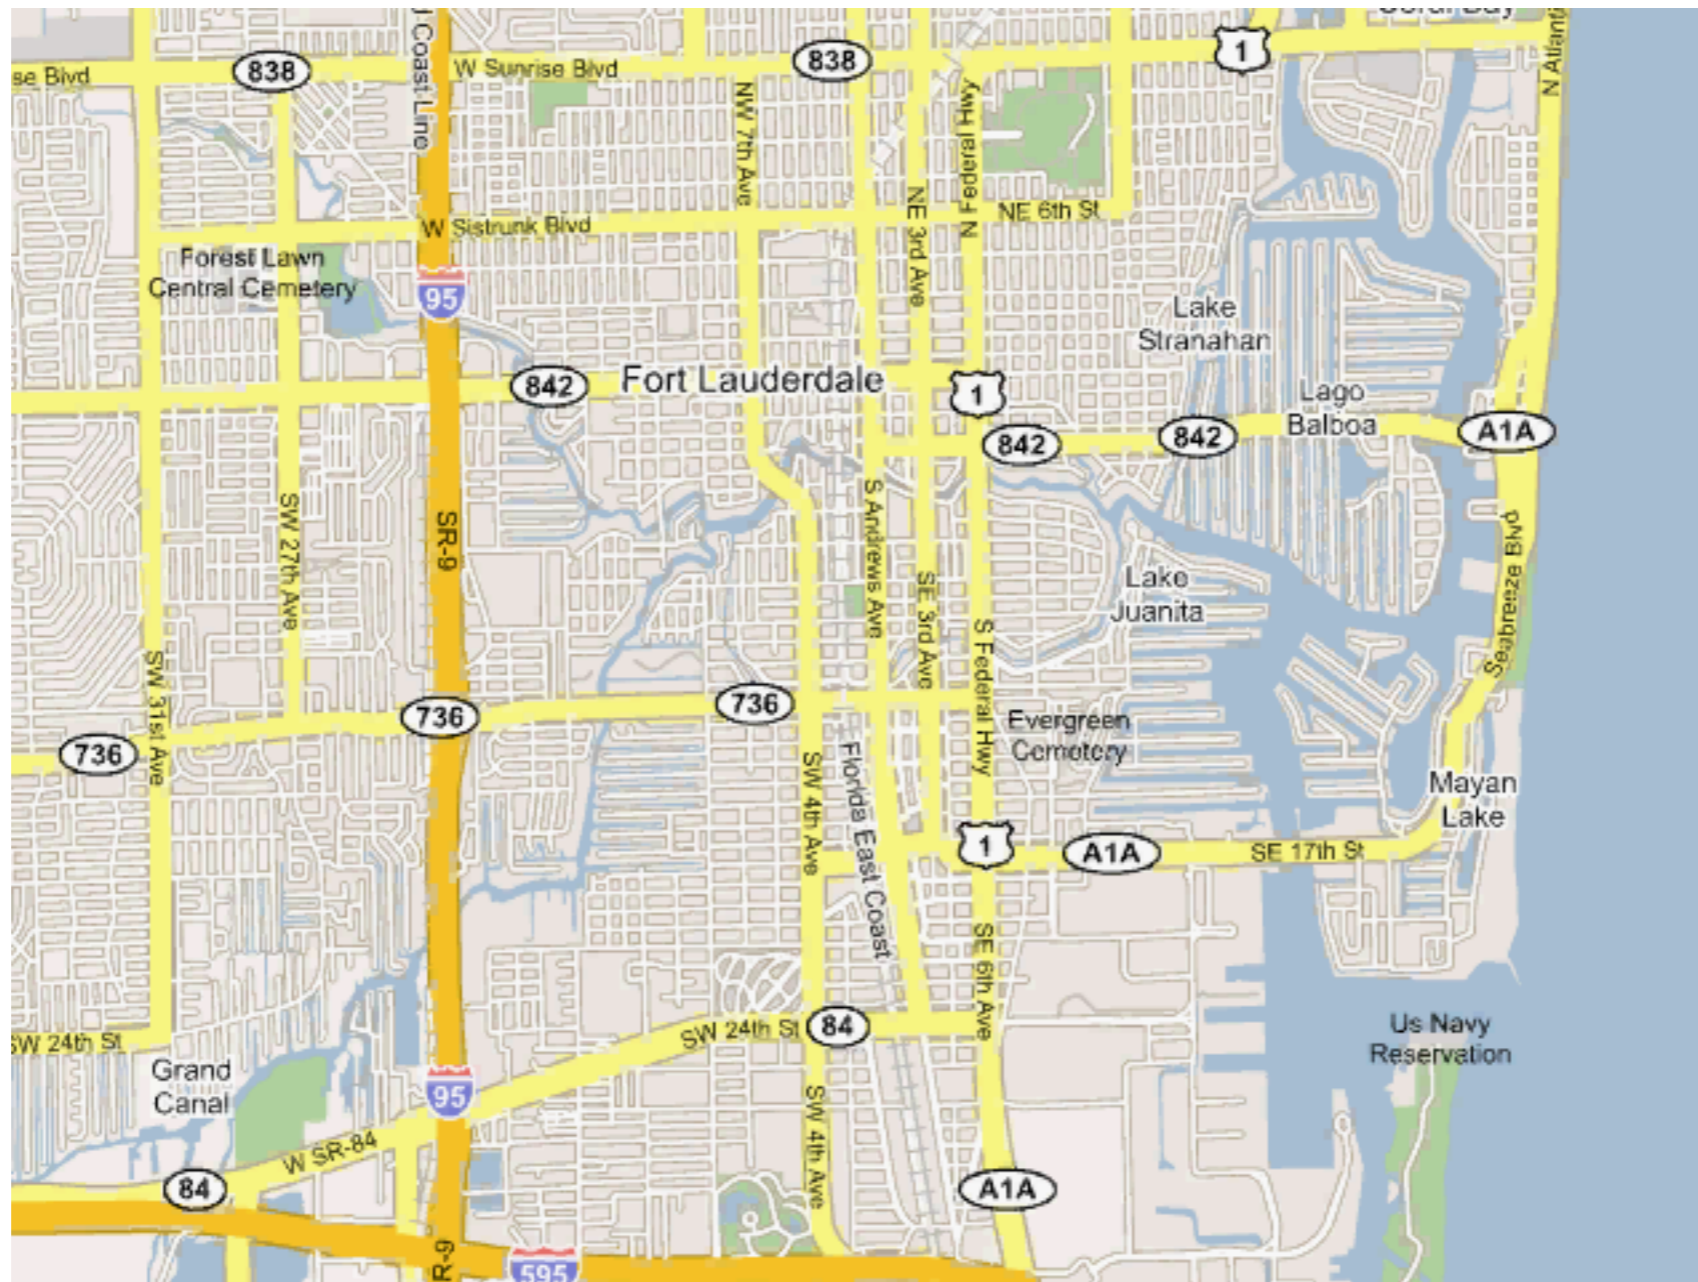 838
W Sunrise Blvd
838
1
se Blvd
Coast Line
NW 7th Ave
N Federal Hwy
NE 3rd Ave
NE 6th St
W Sistrunk Blvd
Forest Lawn
Central Cemetery
95
Lake
Stranahan
842
Fort Lauderdale
1
Lago
Balboa
842
842
A1A
SW 27th Ave
SR-9
S Andrews Ave
SE 3rd Ave
Lake
Juanita
Seabreeze Blvd
S Federal Hwy
SW 31st Ave
736
736
736
Evergreen
Cemetery
SW 4th Ave
Florida East Coast
Mayan
Lake
1
A1A
SE 17th St
SE 6th Ave
SW 24th St
SW 24th St
84
Us Navy
Reservation
Grand
Canal
95
W SR-84
84
SW 4th Ave
A1A
R-9
595